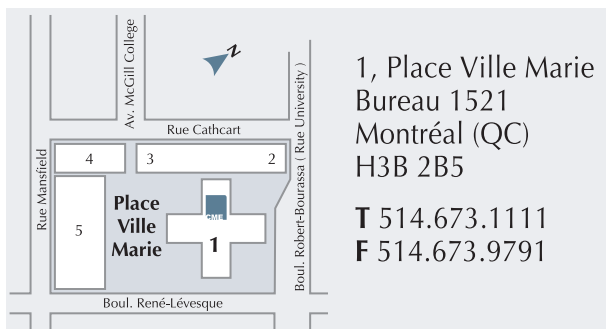 Av. McGill College
N
Rue Cathcart
Rue Mansfield
Boul. Robert-Bourassa ( Rue University )
4
3
2
5
Place
Ville
Marie
CME
1
Boul. René-Lévesque
1, Place Ville Marie
Bureau 1521
Montréal (QC)
H3B 2B5
T 514.673.1111
F 514.673.9791